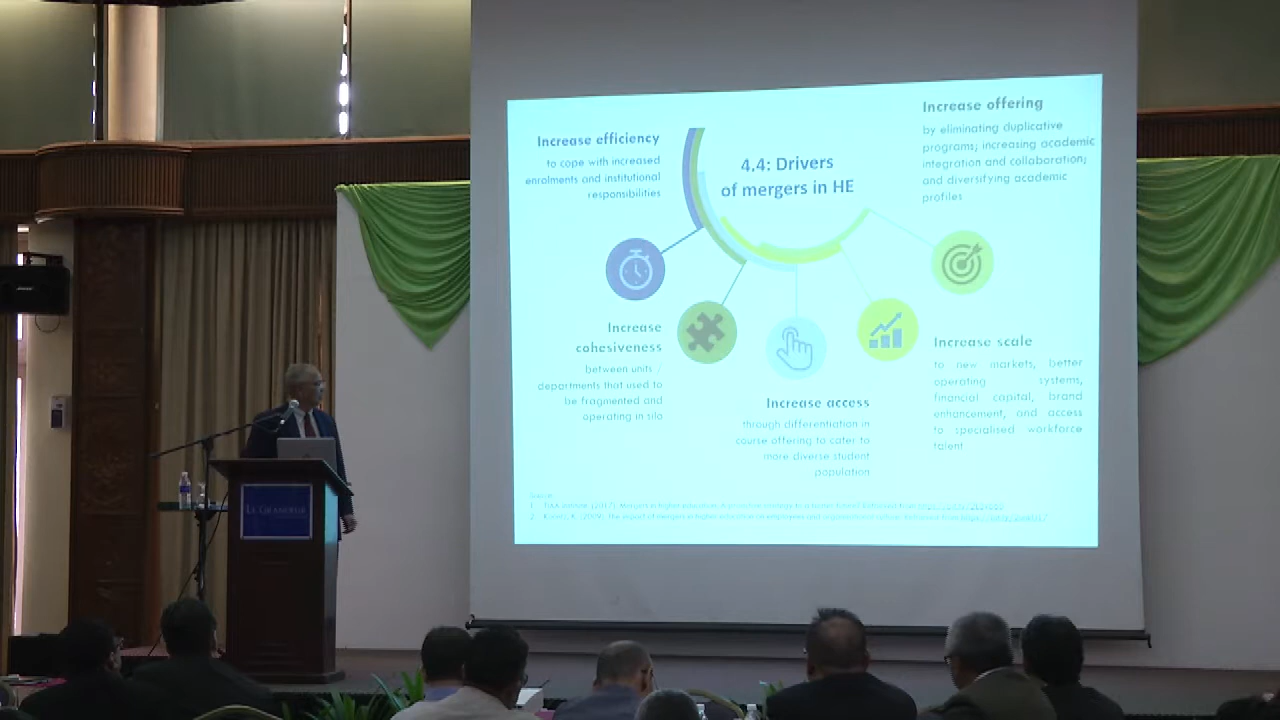 4.4: Drivers
of mergers in HE
Increase efficiency
to cope with increased
enrolments and institutional
responsibilities
Increase
cohesiveness
between units /
departments that used to
be fragmented and
operating in silo
Increase access
through differentiation in
course offering to cater to
more diverse student
population
Increase scale
to new markets, better
operating systems,
financial capital, brand
enhancement, and access
to specialised workforce
talent
Increase offering
by eliminating duplicative
programs; increasing academic
integration and collaboration;
and diversifying academic
profiles
LE GRANDEUR